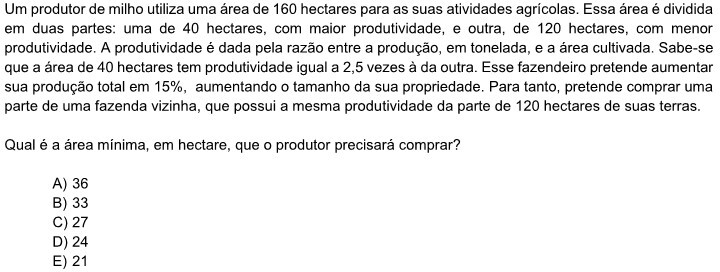 Um produtor de milho utiliza uma área de 160 hectares para as suas atividades agrícolas. Essa área é dividida
em duas partes: uma de 40 hectares, com maior produtividade, e outra, de 120 hectares, com menor
produtividade. A produtividade é dada pela razão entre a produção, em tonelada, e a área cultivada. Sabe-se
que a área de 40 hectares tem produtividade igual a 2,5 vezes à da outra. Esse fazendeiro pretende aumentar
sua produção total em 15%, aumentando o tamanho da sua propriedade. Para tanto, pretende comprar uma
parte de uma fazenda vizinha, que possui a mesma produtividade da parte de 120 hectares de suas terras.
Qual é a área mínima, em hectare, que o produtor precisará comprar?
A) 36
B) 33
C) 27
D) 24
E) 21